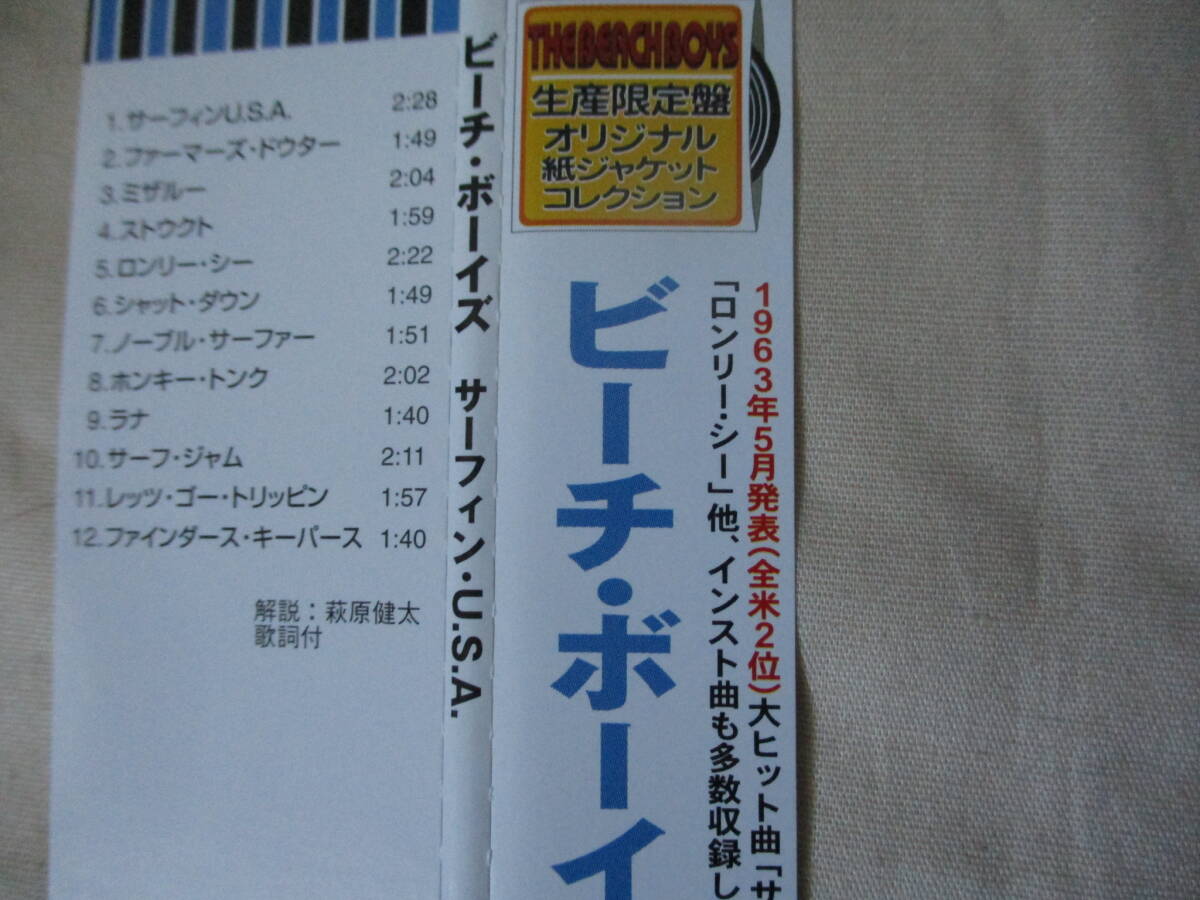 1.サーフィンU.S.A. 2:28
2.ファーマーズ・ドウター 1:49
3.ミザルー 2:04
4.ストウクト 1:59
5.ロンリー・シー 2:22
6.シャット・ダウン 1:49
7.ノーブル・サーファー 1:51
8.ホンキー・トンク 2:02
9.ラナ 1:40
10.サーフ・ジャム 2:11
11.レッツ・ゴー・トリッピン 1:57
12.ファインダース・キーパース 1:40
解説：萩原健太
歌詞付
ビーチ・ボーイズ サーフィン・U.S.A.
THE BEACH BOYS
生産限定盤
オリジナル
紙ジャケット
コレクション
1963年5月発表(全米2位)大ヒット曲「サ
「ロンリー・シー」他、インスト曲も多数収録し
ビーチ・ボーイ